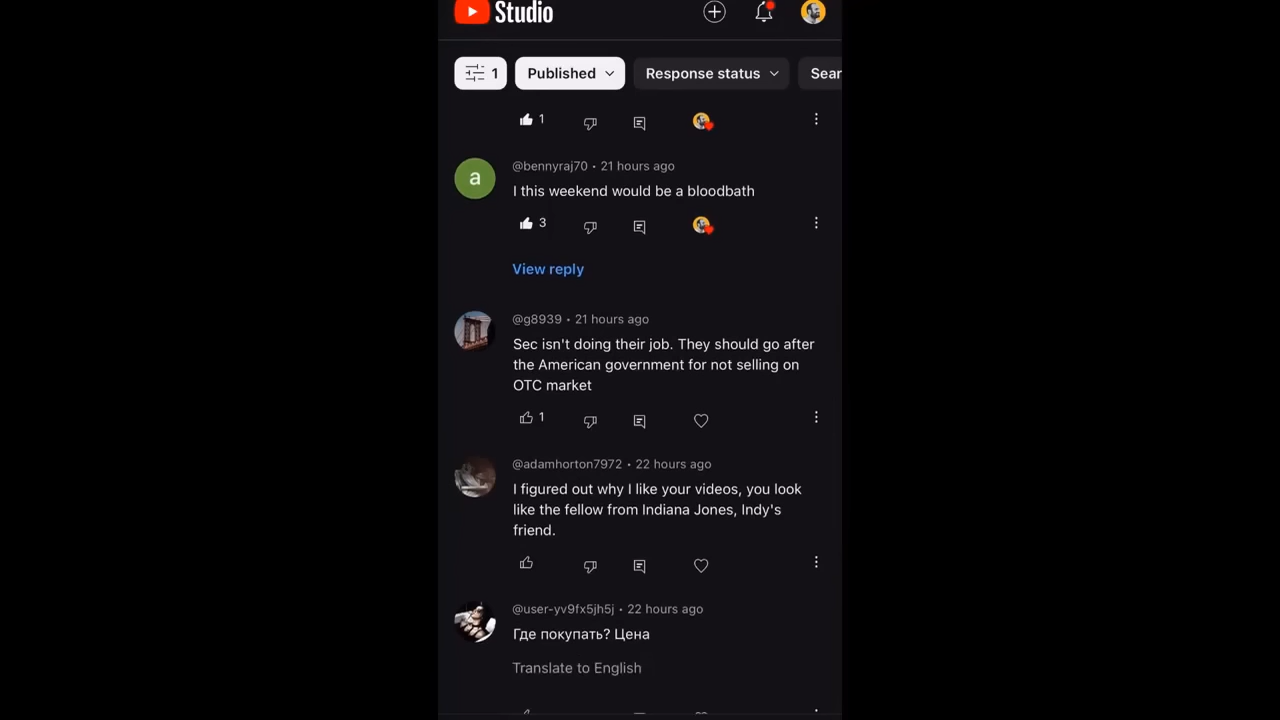 Studio
1
Published
Response status
Sear
1
a
@bennyraj70 • 21 hours ago
I this weekend would be a bloodbath
3
View reply
@g8939 • 21 hours ago
Sec isn't doing their job. They should go after
the American government for not selling on
OTC market
1
@adamhorton7972 • 22 hours ago
I figured out why I like your videos, you look
like the fellow from Indiana Jones, Indy's
friend.
@user-yv9fx5jh5j • 22 hours ago
Где покупать? Цена
Translate to English